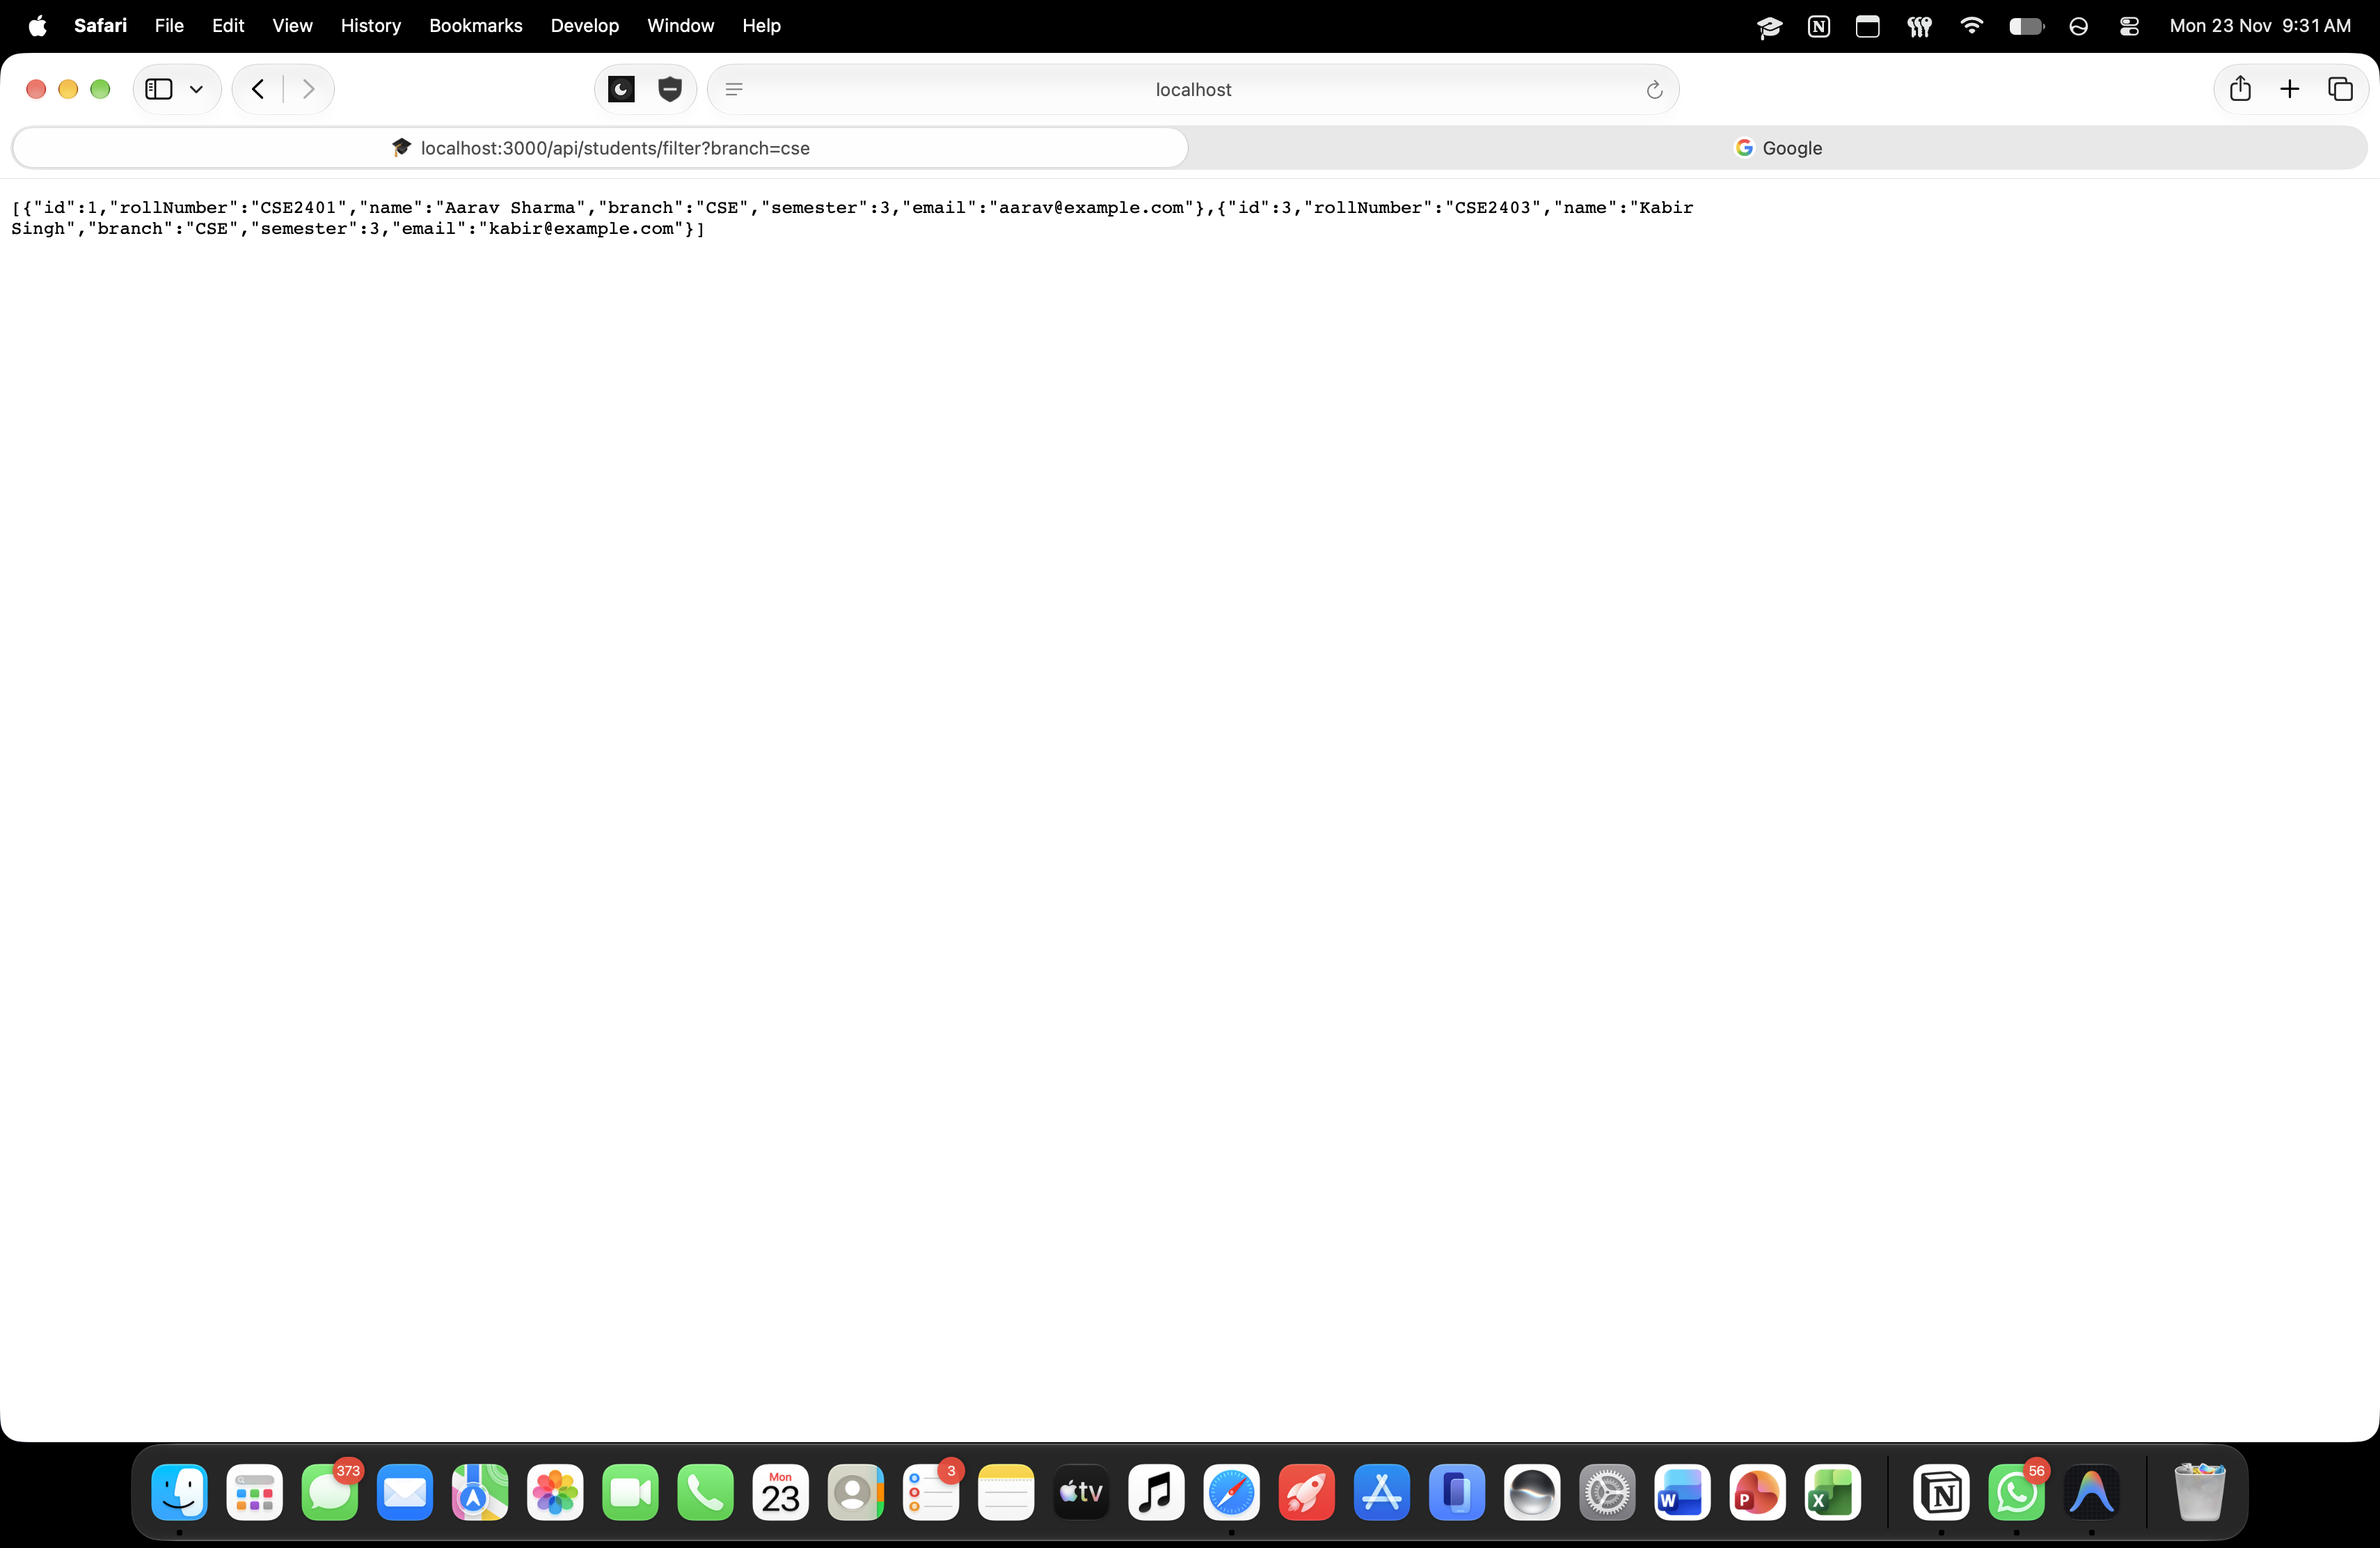 Safari File Edit View History Bookmarks Develop Window Help Mon 23 Nov 9:31 AM
localhost
localhost:3000/api/students/filter?branch=cse Google
[{"id":1,"rollNumber":"CSE2401","name":"Aarav Sharma","branch":"CSE","semester":3,"email":"aarav@example.com"},{"id":3,"rollNumber":"CSE2403","name":"Kabir
Singh","branch":"CSE","semester":3,"email":"kabir@example.com"}]
373 3 56
Mon
23
tv
W P X